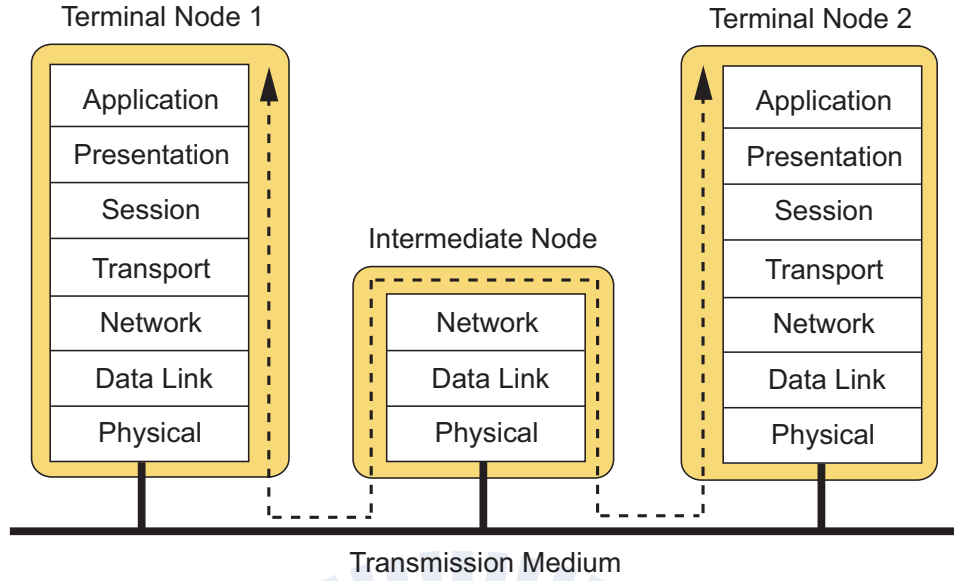 Terminal Node 1
Application
Presentation
Session
Transport
Network
Data Link
Physical
Intermediate Node
Network
Data Link
Physical
Terminal Node 2
Application
Presentation
Session
Transport
Network
Data Link
Physical
Transmission Medium